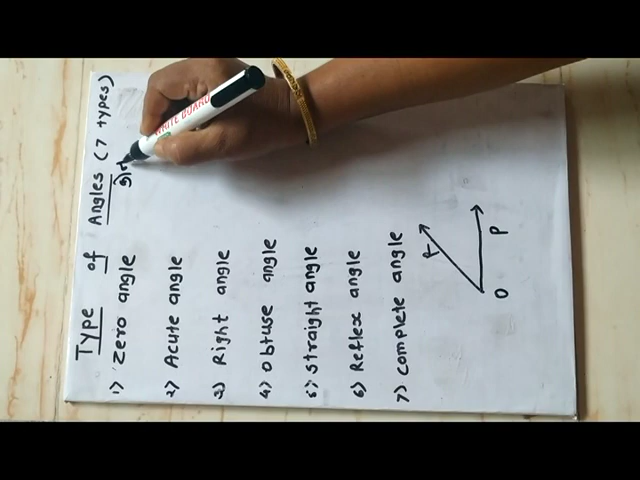 Type of Angles (7 types)
1) Zero angle
2) Acute angle
3) Right angle
4) Obtuse angle
5) Straight angle
6) Reflex angle
7) Complete angle
O P
WHITE BOARD